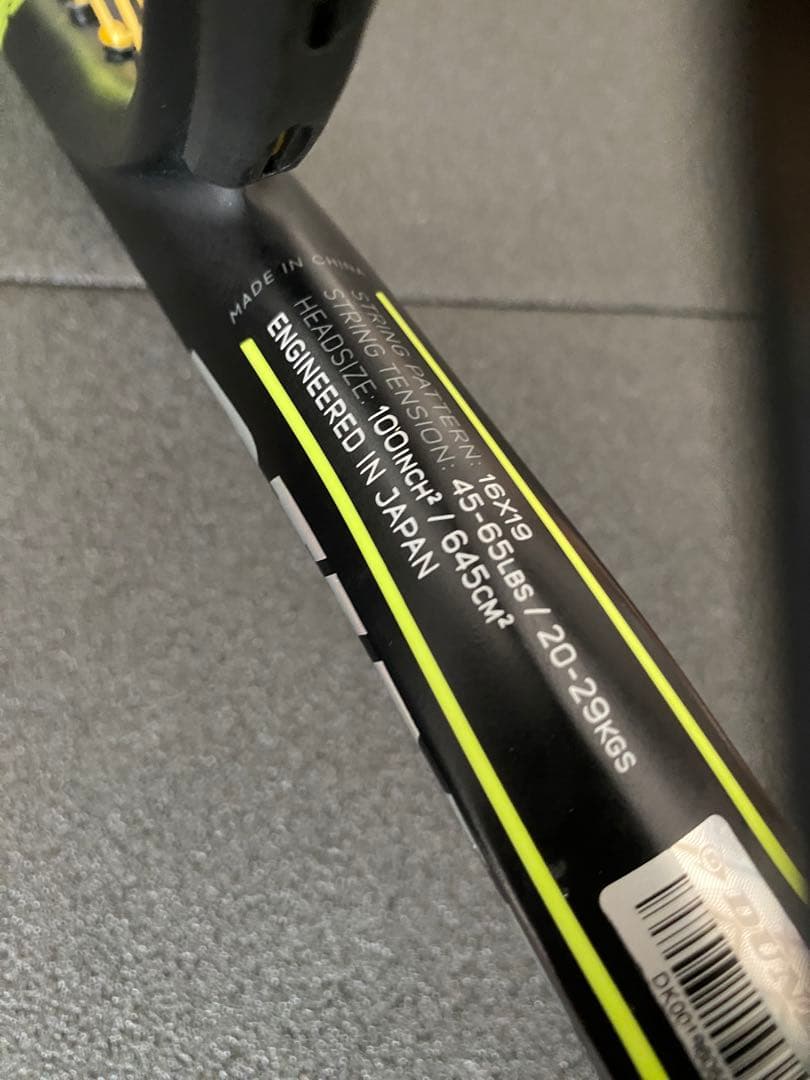 MADE IN CHINA
STRING PATTERN: 16X19
STRING TENSION: 45-65LBS / 20-29KGS
HEADSIZE: 100INCH² / 645CM²
ENGINEERED IN JAPAN